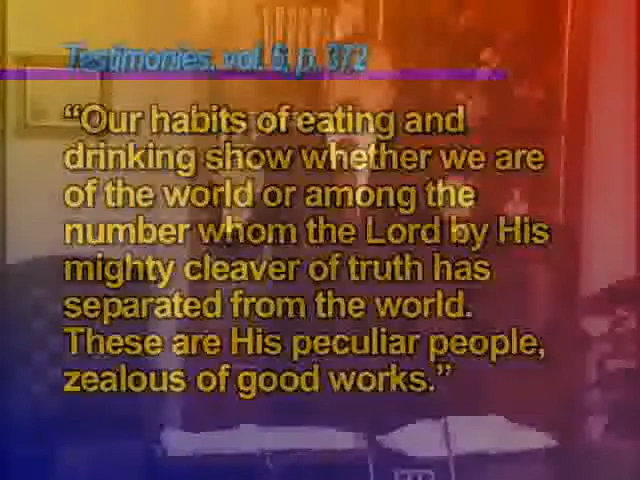 Testimonies, vol. 6, p. 372
“Our habits of eating and
drinking show whether we are
of the world or among the
number whom the Lord by His
mighty cleaver of truth has
separated from the world.
These are His peculiar people,
zealous of good works.”